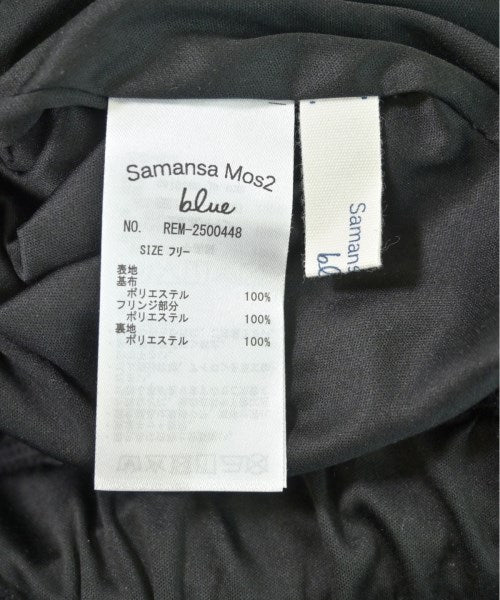 Samansa Mos2
blue
NO. REM-2500448
SIZE フリー
表地
基布
ポリエステル 100%
フリンジ部分
ポリエステル 100%
裏地
ポリエステル 100%
Samansa